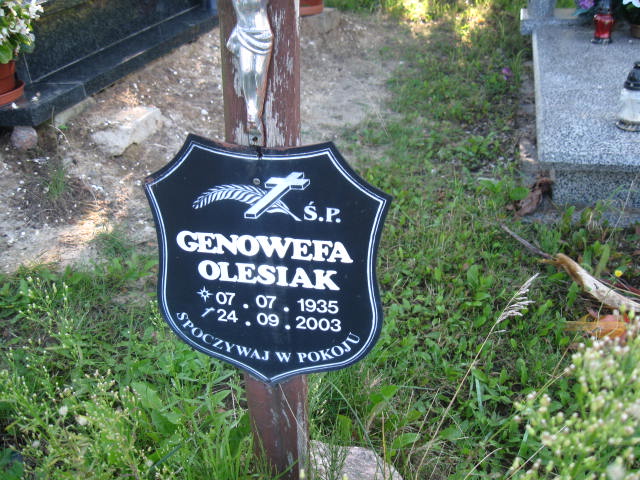 Ś.P.
GENOWEFA
OLESIAK
07.07.1935
24.09.2003
SPOCZYWAJ W POKOJU